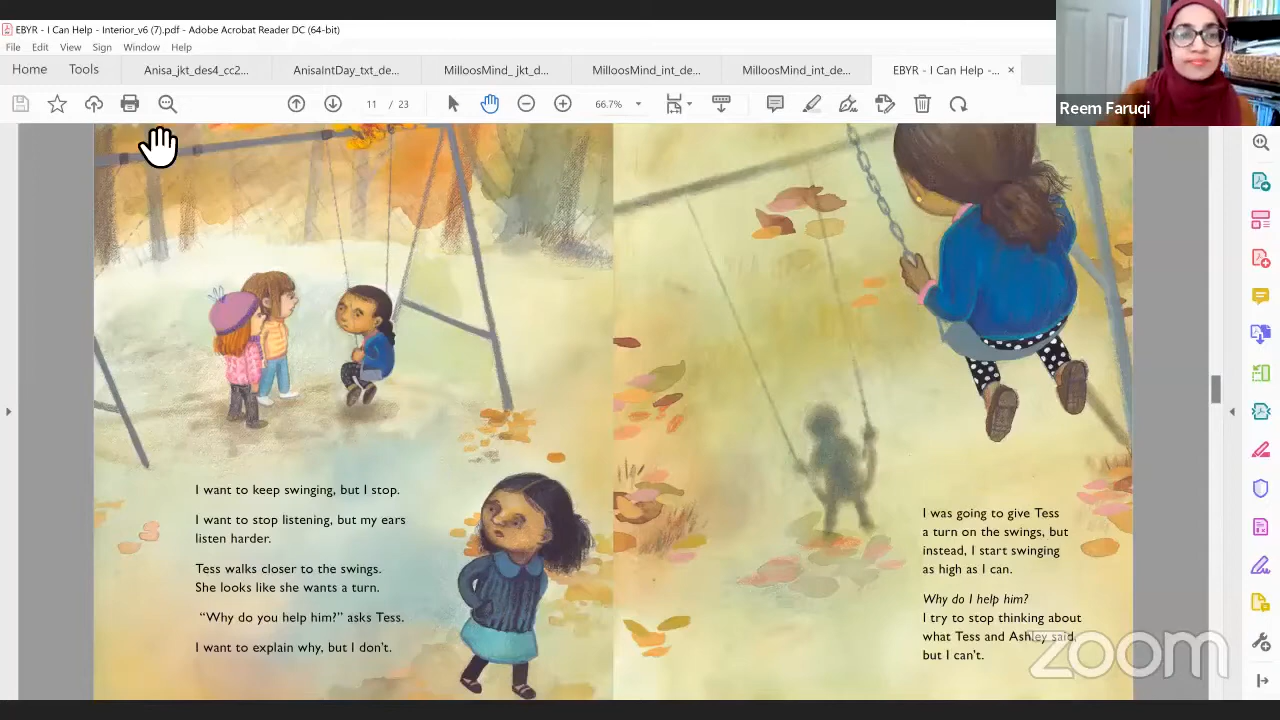 EBYR - I Can Help - Interior_v6 (7).pdf - Adobe Acrobat Reader DC (64-bit)
File Edit View Sign Window Help
Home Tools Anisa_jkt_des4_cc2... AnisaIntDay_txt_de... MilloosMind_ jkt_d... MilloosMind_int_de... MilloosMind_int_de... EBYR - I Can Help -... ×
11 / 23 66.7%
Reem Faruqi
I want to keep swinging, but I stop.
I want to stop listening, but my ears
listen harder.
Tess walks closer to the swings.
She looks like she wants a turn.
“Why do you help him?” asks Tess.
I want to explain why, but I don’t.
I was going to give Tess
a turn on the swings, but
instead, I start swinging
as high as I can.
Why do I help him?
I try to stop thinking about
what Tess and Ashley said,
but I can’t.
zoom